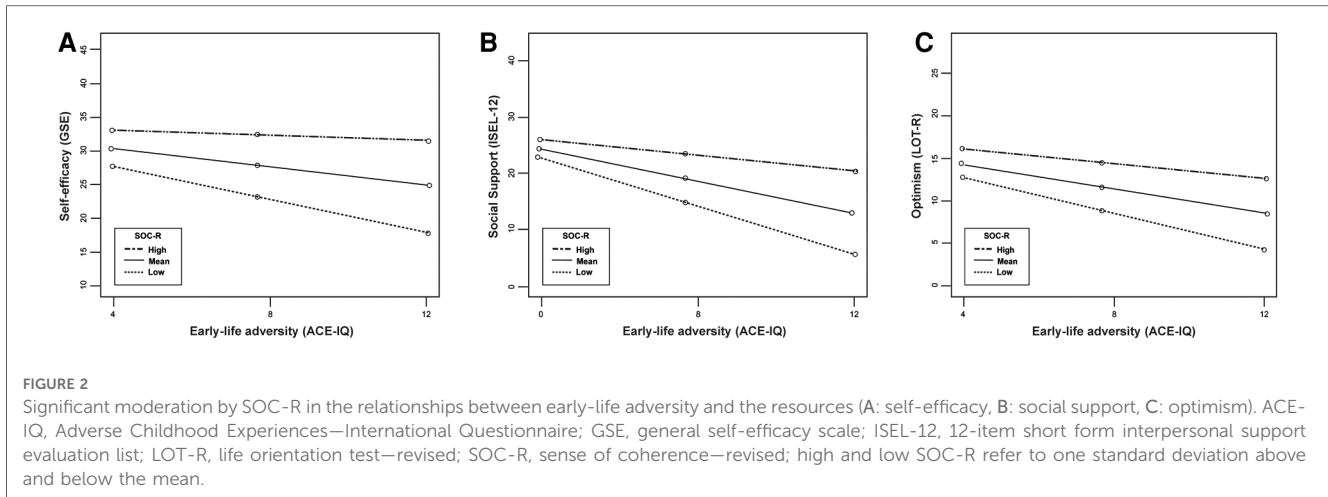 A
B
C
45
40
35
30
25
20
15
10
Self-efficacy (GSE)
SOC-R
High
Mean
Low
4
8
12
Early-life adversity (ACE-IQ)
40
30
20
10
0
Social Support (ISEL-12)
SOC-R
High
Mean
Low
0
8
12
Early-life adversity (ACE-IQ)
25
20
15
10
5
0
Optimism (LOT-R)
SOC-R
High
Mean
Low
4
8
12
Early-life adversity (ACE-IQ)
FIGURE 2
Significant moderation by SOC-R in the relationships between early-life adversity and the resources (A: self-efficacy, B: social support, C: optimism). ACE-
IQ, Adverse Childhood Experiences—International Questionnaire; GSE, general self-efficacy scale; ISEL-12, 12-item short form interpersonal support
evaluation list; LOT-R, life orientation test—revised; SOC-R, sense of coherence—revised; high and low SOC-R refer to one standard deviation above
and below the mean.